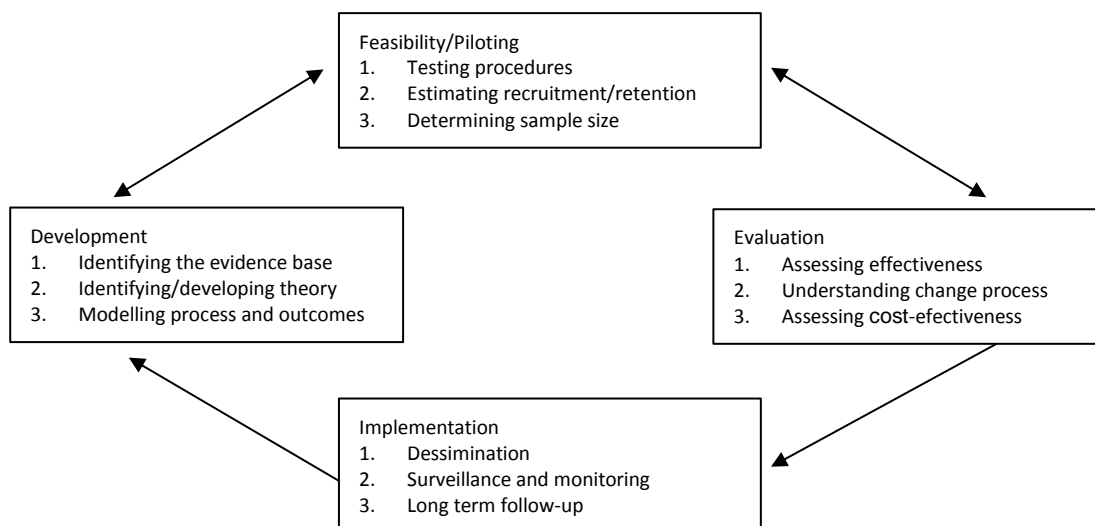 Feasibility/Piloting
1. Testing procedures
2. Estimating recruitment/retention
3. Determining sample size
Development
1. Identifying the evidence base
2. Identifying/developing theory
3. Modelling process and outcomes
Evaluation
1. Assessing effectiveness
2. Understanding change process
3. Assessing cost-efectiveness
Implementation
1. Dessimination
2. Surveillance and monitoring
3. Long term follow-up